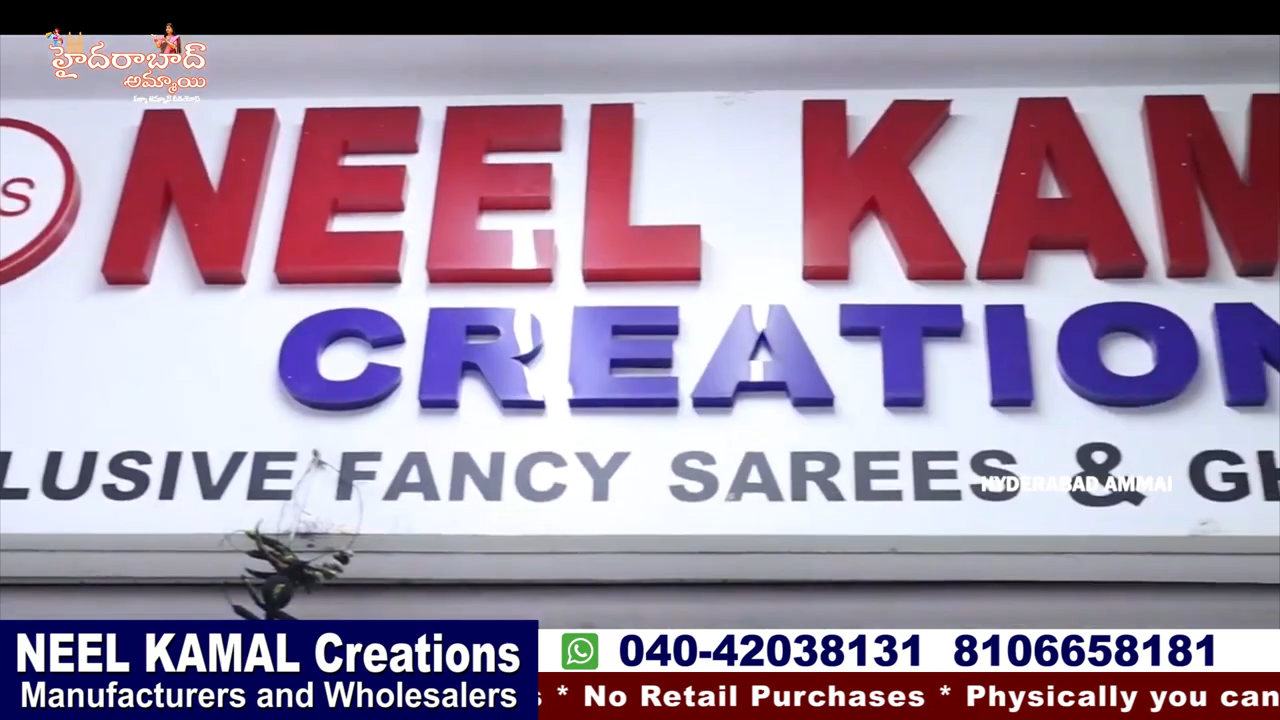 హైదరాబాద్
అమ్మాయి
S NEEL KAM
CREATION
LUSIVE FANCY SAREES & GH
HYDERABAD AMMAI
NEEL KAMAL Creations
Manufacturers and Wholesalers
040-42038131 8106658181
s * No Retail Purchases * Physically you can